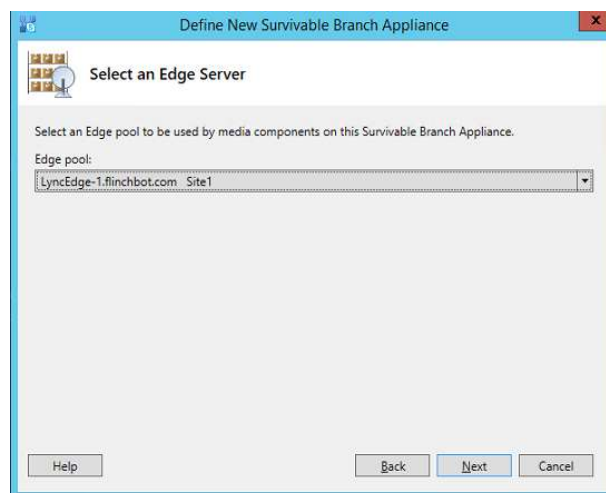 Define New Survivable Branch Appliance
x
Select an Edge Server
Select an Edge pool to be used by media components on this Survivable Branch Appliance.
Edge pool:
LyncEdge-1.flinchbot.com Site1
Help
Back
Next
Cancel